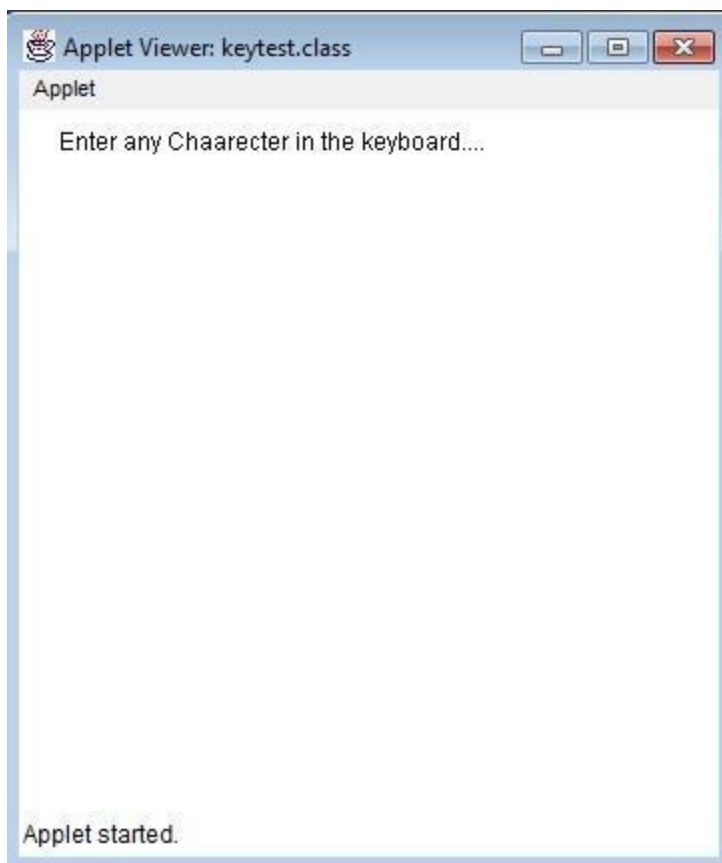 Applet Viewer: keytest.class
Applet
Enter any Chaarecter in the keyboard....
Applet started.